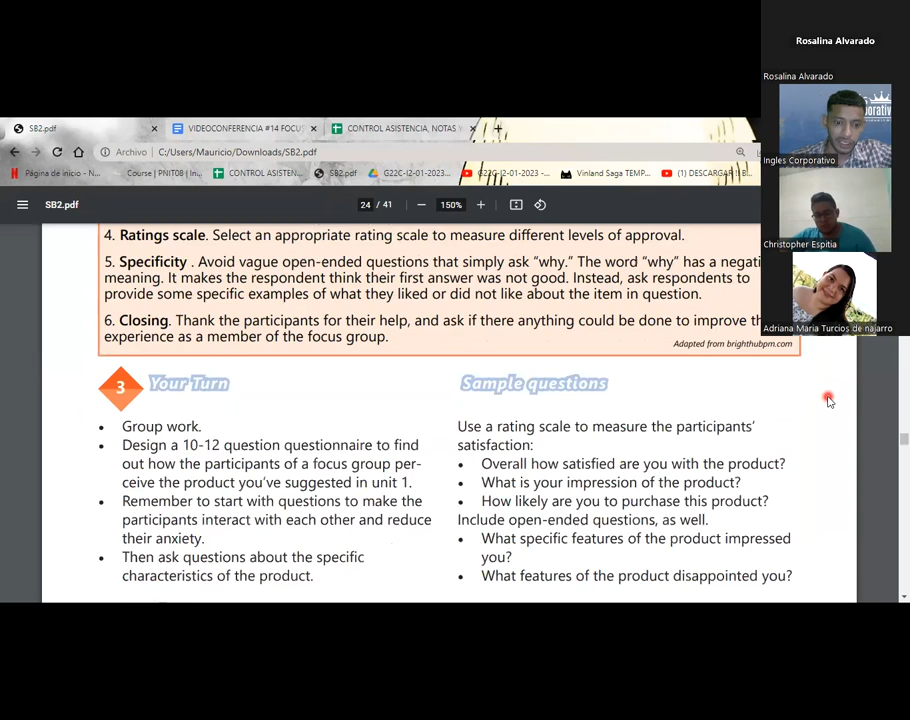 Rosalina Alvarado
Rosalina Alvarado
Ingles Corporativo
Christopher Espitia
Adriana Maria Turcios de najarro
SB2.pdf
VIDEOCONFERENCIA #14 FOCUS
CONTROL ASISTENCIA, NOTAS
Archivo
C:/Users/Mauricio/Downloads/SB2.pdf
Página de inicio - N...
Course | PNIT08 | In...
CONTROL ASISTEN...
SB2.pdf
G22C-I2-01-2023...
G22C-I2-01-2023 -...
Vinland Saga TEMP...
(1) DESCARGAR
SB2.pdf
24 / 41
150%
4. Ratings scale. Select an appropriate rating scale to measure different levels of approval.
5. Specificity . Avoid vague open-ended questions that simply ask “why.” The word “why” has a negati
meaning. It makes the respondent think their first answer was not good. Instead, ask respondents to
provide some specific examples of what they liked or did not like about the item in question.
6. Closing. Thank the participants for their help, and ask if there anything could be done to improve th
experience as a member of the focus group.
Adapted from brighthubpm.com
3
Your Turn
• Group work.
• Design a 10-12 question questionnaire to find
out how the participants of a focus group per-
ceive the product you’ve suggested in unit 1.
• Remember to start with questions to make the
participants interact with each other and reduce
their anxiety.
• Then ask questions about the specific
characteristics of the product.
Sample questions
Use a rating scale to measure the participants’
satisfaction:
• Overall how satisfied are you with the product?
• What is your impression of the product?
• How likely are you to purchase this product?
Include open-ended questions, as well.
• What specific features of the product impressed
you?
• What features of the product disappointed you?